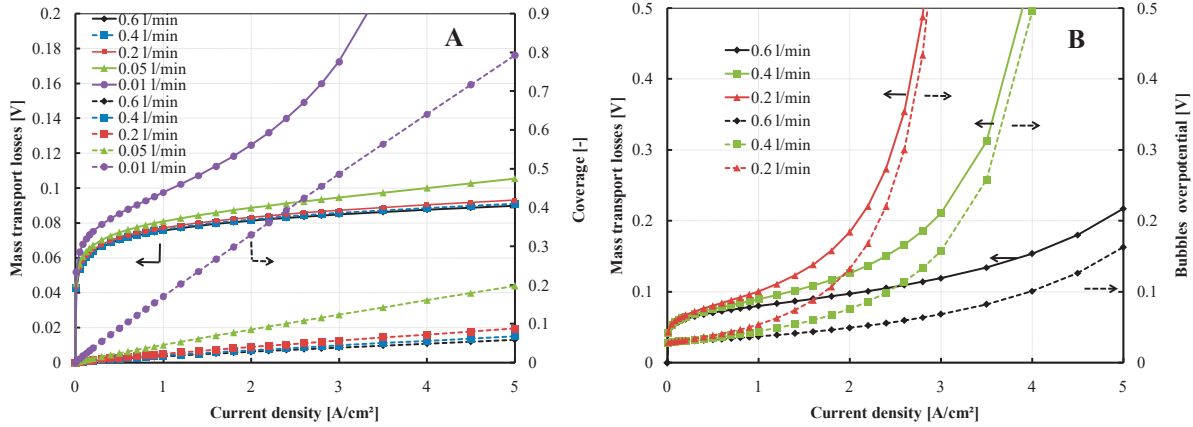 A
Mass transport losses [V]
0.2
0.18
0.16
0.14
0.12
0.1
0.08
0.06
0.04
0.02
0
0.6 l/min
0.4 l/min
0.2 l/min
0.05 l/min
0.01 l/min
0.6 l/min
0.4 l/min
0.2 l/min
0.05 l/min
0.01 l/min
0.9
0.8
0.7
0.6
0.5
0.4
0.3
0.2
0.1
0
Coverage [-]
0 1 2 3 4 5
Current density [A/cm²]
B
Mass transport losses [V]
0.5
0.4
0.3
0.2
0.1
0
0.6 l/min
0.4 l/min
0.2 l/min
0.6 l/min
0.4 l/min
0.2 l/min
0.5
0.4
0.3
0.2
0.1
0
Bubbles overpotential [V]
0 1 2 3 4 5
Current density [A/cm²]